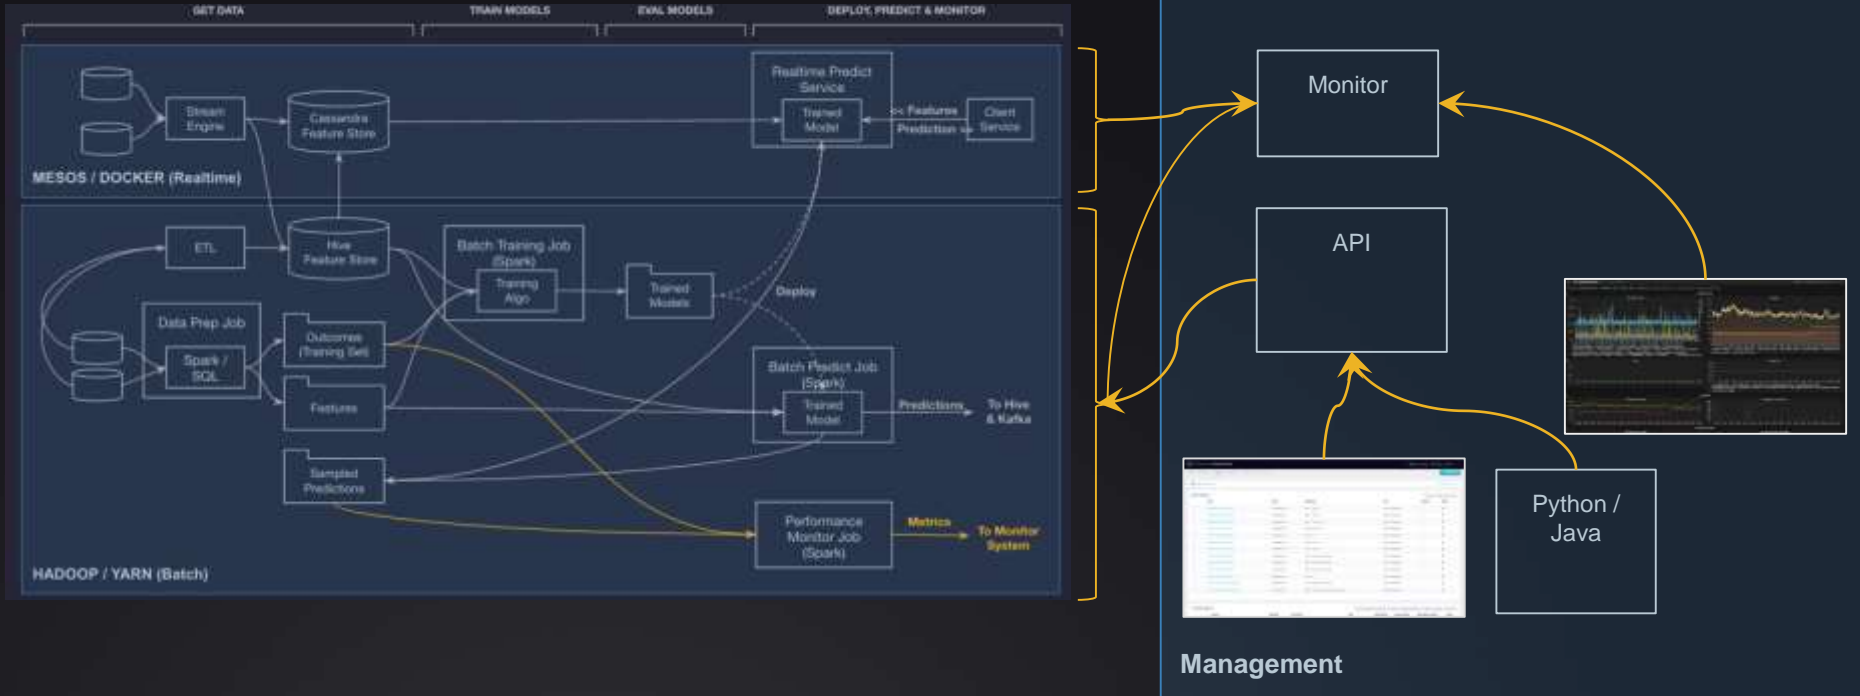 GET DATA
TRAIN MODELS
EVAL MODELS
DEPLOY, PREDICT & MONITOR
Realtime Predict
Service
Trained
Model
<< Features
Prediction >>
Client
Service
Stream
Engine
Cassandra
Feature Store
MESOS / DOCKER (Realtime)
ETL
Hive
Feature Store
Batch Training Job
(Spark)
Training
Algo
Trained
Models
Deploy
Data Prep Job
Spark /
SQL
Outcomes
(Training Set)
Features
Batch Predict Job
(Spark)
Trained
Model
Predictions
To Hive
& Kafka
Sampled
Predictions
Performance
Monitor Job
(Spark)
Metrics
To Monitor
System
HADOOP / YARN (Batch)
Monitor
API
Python /
Java
Management